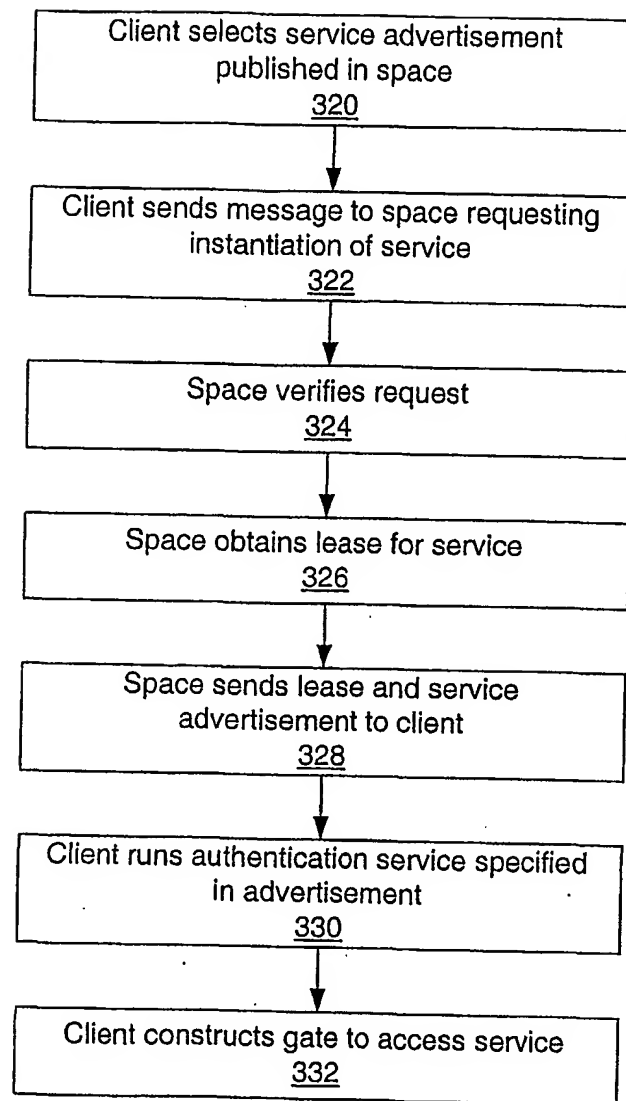 Client selects service advertisement
published in space
320
Client sends message to space requesting
instantiation of service
322
Space verifies request
324
Space obtains lease for service
326
Space sends lease and service
advertisement to client
328
Client runs authentication service specified
in advertisement
330
Client constructs gate to access service
332